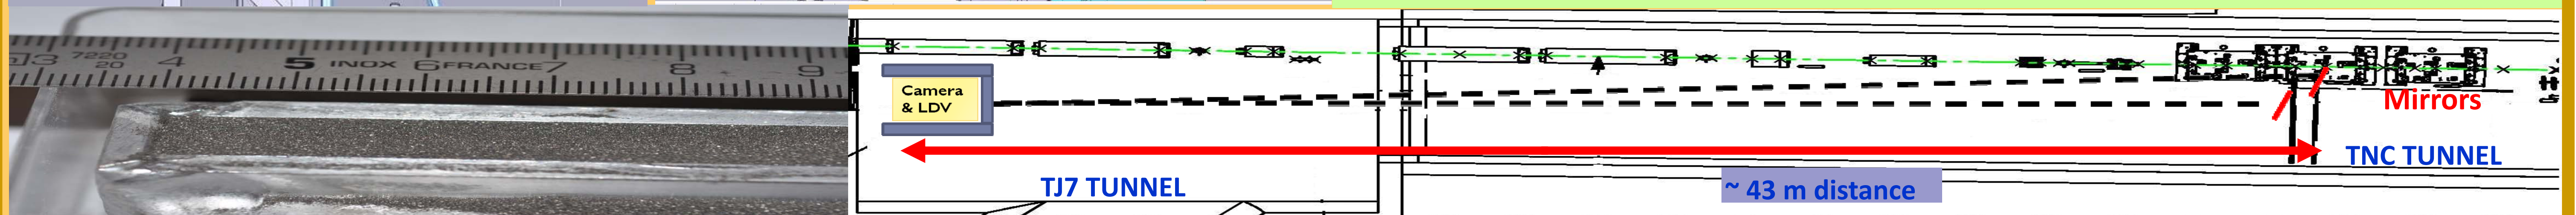 7220
20
3 4 5 INOX 6 FRANCE 7 8 9
Camera
& LDV
Mirrors
TNC TUNNEL
TJ7 TUNNEL
~ 43 m distance